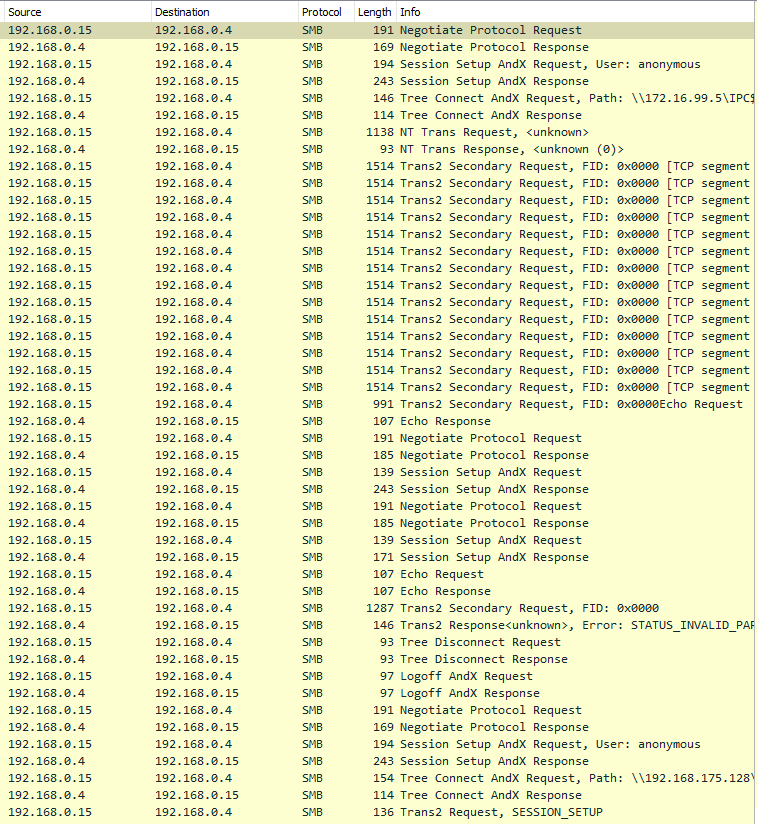 Source Destination Protocol Length Info
192.168.0.15 192.168.0.4 SMB 191 Negotiate Protocol Request
192.168.0.4 192.168.0.15 SMB 169 Negotiate Protocol Response
192.168.0.15 192.168.0.4 SMB 194 Session Setup AndX Request, User: anonymous
192.168.0.4 192.168.0.15 SMB 243 Session Setup AndX Response
192.168.0.15 192.168.0.4 SMB 146 Tree Connect AndX Request, Path: \\172.16.99.5\IPC$
192.168.0.4 192.168.0.15 SMB 114 Tree Connect AndX Response
192.168.0.15 192.168.0.4 SMB 1138 NT Trans Request, <unknown>
192.168.0.4 192.168.0.15 SMB 93 NT Trans Response, <unknown (0)>
192.168.0.15 192.168.0.4 SMB 1514 Trans2 Secondary Request, FID: 0x0000 [TCP segment
192.168.0.15 192.168.0.4 SMB 1514 Trans2 Secondary Request, FID: 0x0000 [TCP segment
192.168.0.15 192.168.0.4 SMB 1514 Trans2 Secondary Request, FID: 0x0000 [TCP segment
192.168.0.15 192.168.0.4 SMB 1514 Trans2 Secondary Request, FID: 0x0000 [TCP segment
192.168.0.15 192.168.0.4 SMB 1514 Trans2 Secondary Request, FID: 0x0000 [TCP segment
192.168.0.15 192.168.0.4 SMB 1514 Trans2 Secondary Request, FID: 0x0000 [TCP segment
192.168.0.15 192.168.0.4 SMB 1514 Trans2 Secondary Request, FID: 0x0000 [TCP segment
192.168.0.15 192.168.0.4 SMB 1514 Trans2 Secondary Request, FID: 0x0000 [TCP segment
192.168.0.15 192.168.0.4 SMB 1514 Trans2 Secondary Request, FID: 0x0000 [TCP segment
192.168.0.15 192.168.0.4 SMB 1514 Trans2 Secondary Request, FID: 0x0000 [TCP segment
192.168.0.15 192.168.0.4 SMB 1514 Trans2 Secondary Request, FID: 0x0000 [TCP segment
192.168.0.15 192.168.0.4 SMB 1514 Trans2 Secondary Request, FID: 0x0000 [TCP segment
192.168.0.15 192.168.0.4 SMB 1514 Trans2 Secondary Request, FID: 0x0000 [TCP segment
192.168.0.15 192.168.0.4 SMB 1514 Trans2 Secondary Request, FID: 0x0000 [TCP segment
192.168.0.15 192.168.0.4 SMB 991 Trans2 Secondary Request, FID: 0x0000Echo Request
192.168.0.4 192.168.0.15 SMB 107 Echo Response
192.168.0.15 192.168.0.4 SMB 191 Negotiate Protocol Request
192.168.0.4 192.168.0.15 SMB 185 Negotiate Protocol Response
192.168.0.15 192.168.0.4 SMB 139 Session Setup AndX Request
192.168.0.4 192.168.0.15 SMB 243 Session Setup AndX Response
192.168.0.15 192.168.0.4 SMB 191 Negotiate Protocol Request
192.168.0.4 192.168.0.15 SMB 185 Negotiate Protocol Response
192.168.0.15 192.168.0.4 SMB 139 Session Setup AndX Request
192.168.0.4 192.168.0.15 SMB 171 Session Setup AndX Response
192.168.0.15 192.168.0.4 SMB 107 Echo Request
192.168.0.4 192.168.0.15 SMB 107 Echo Response
192.168.0.15 192.168.0.4 SMB 1287 Trans2 Secondary Request, FID: 0x0000
192.168.0.4 192.168.0.15 SMB 146 Trans2 Response<unknown>, Error: STATUS_INVALID_PAR
192.168.0.15 192.168.0.4 SMB 93 Tree Disconnect Request
192.168.0.4 192.168.0.15 SMB 93 Tree Disconnect Response
192.168.0.15 192.168.0.4 SMB 97 Logoff AndX Request
192.168.0.4 192.168.0.15 SMB 97 Logoff AndX Response
192.168.0.15 192.168.0.4 SMB 191 Negotiate Protocol Request
192.168.0.4 192.168.0.15 SMB 169 Negotiate Protocol Response
192.168.0.15 192.168.0.4 SMB 194 Session Setup AndX Request, User: anonymous
192.168.0.4 192.168.0.15 SMB 243 Session Setup AndX Response
192.168.0.15 192.168.0.4 SMB 154 Tree Connect AndX Request, Path: \\192.168.175.128\
192.168.0.4 192.168.0.15 SMB 114 Tree Connect AndX Response
192.168.0.15 192.168.0.4 SMB 136 Trans2 Request, SESSION_SETUP